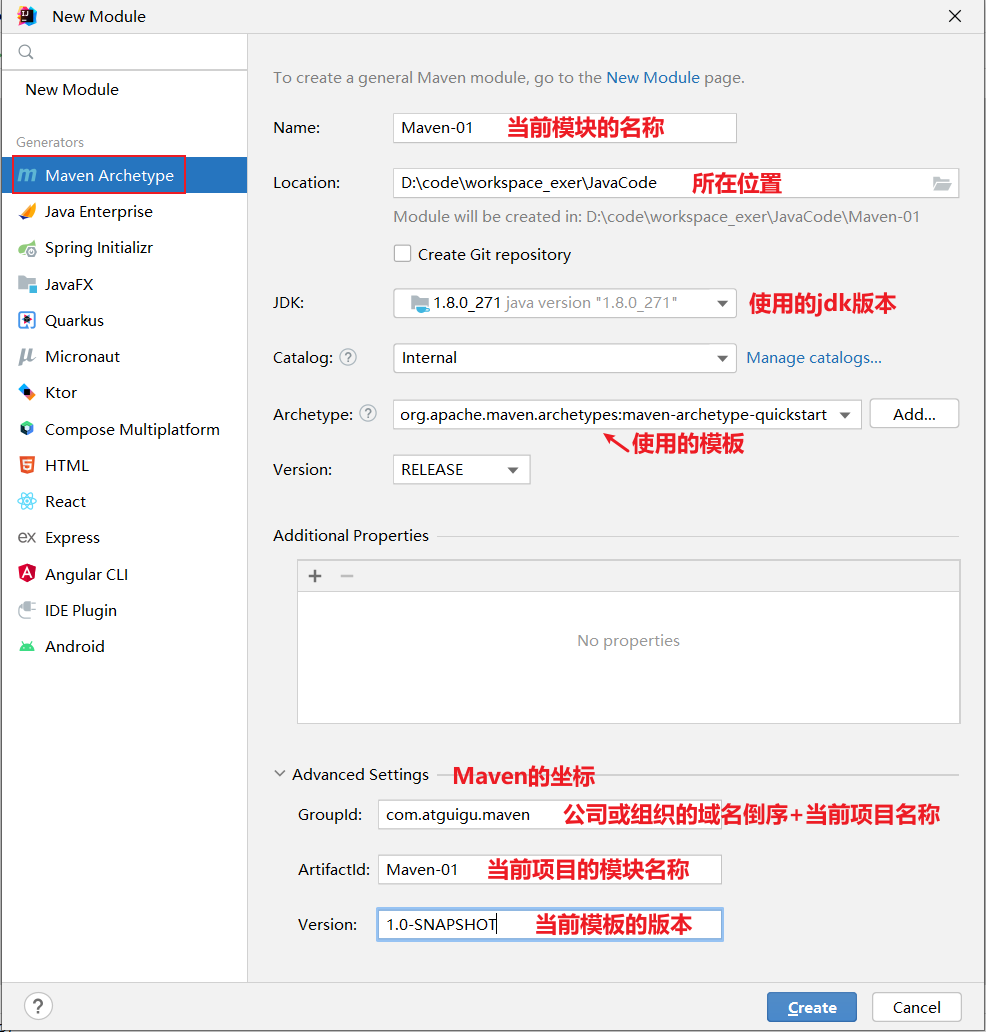 New Module
New Module
Generators
Maven Archetype
Java Enterprise
Spring Initializr
JavaFX
Quarkus
Micronaut
Ktor
Compose Multiplatform
HTML
React
ex Express
Angular CLI
IDE Plugin
Android
To create a general Maven module, go to the New Module page.
Name: Maven-01 当前模块的名称
Location: D:\code\workspace_exer\JavaCode 所在位置
Module will be created in: D:\code\workspace_exer\JavaCode\Maven-01
Create Git repository
JDK: 1.8.0_271 java version "1.8.0_271" 使用的jdk版本
Catalog: ? Internal Manage catalogs...
Archetype: ? org.apache.maven.archetypes:maven-archetype-quickstart Add...
使用的模板
Version: RELEASE
Additional Properties
No properties
Advanced Settings Maven的坐标
GroupId: com.atguigu.maven 公司或组织的域名倒序+当前项目名称
ArtifactId: Maven-01 当前项目的模块名称
Version: 1.0-SNAPSHOT 当前模板的版本
? Create Cancel